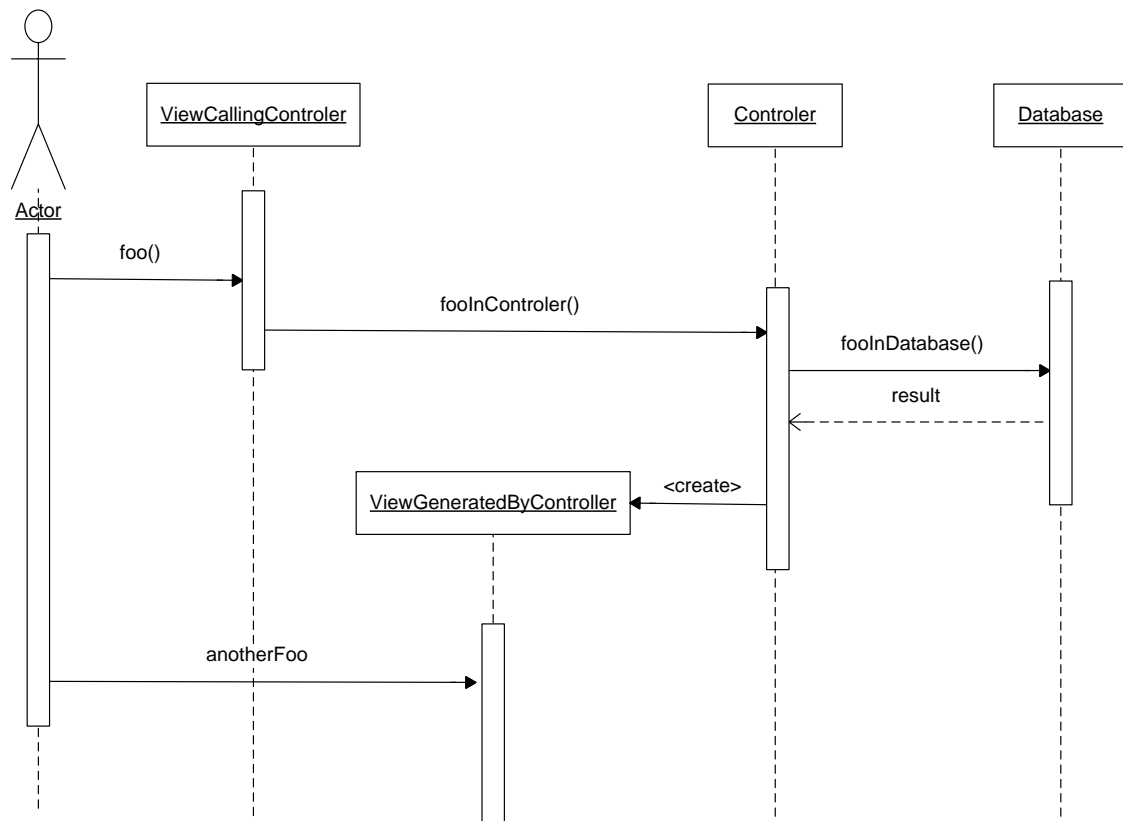 ViewCallingControler
Controler
Database
Actor
foo()
fooInControler()
fooInDatabase()
result
<create>
ViewGeneratedByController
anotherFoo